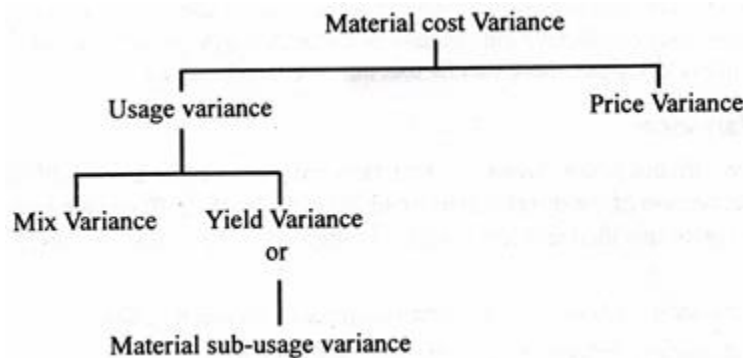 Material cost Variance
Usage variance
Price Variance
Mix Variance
Yield Variance
or
Material sub-usage variance